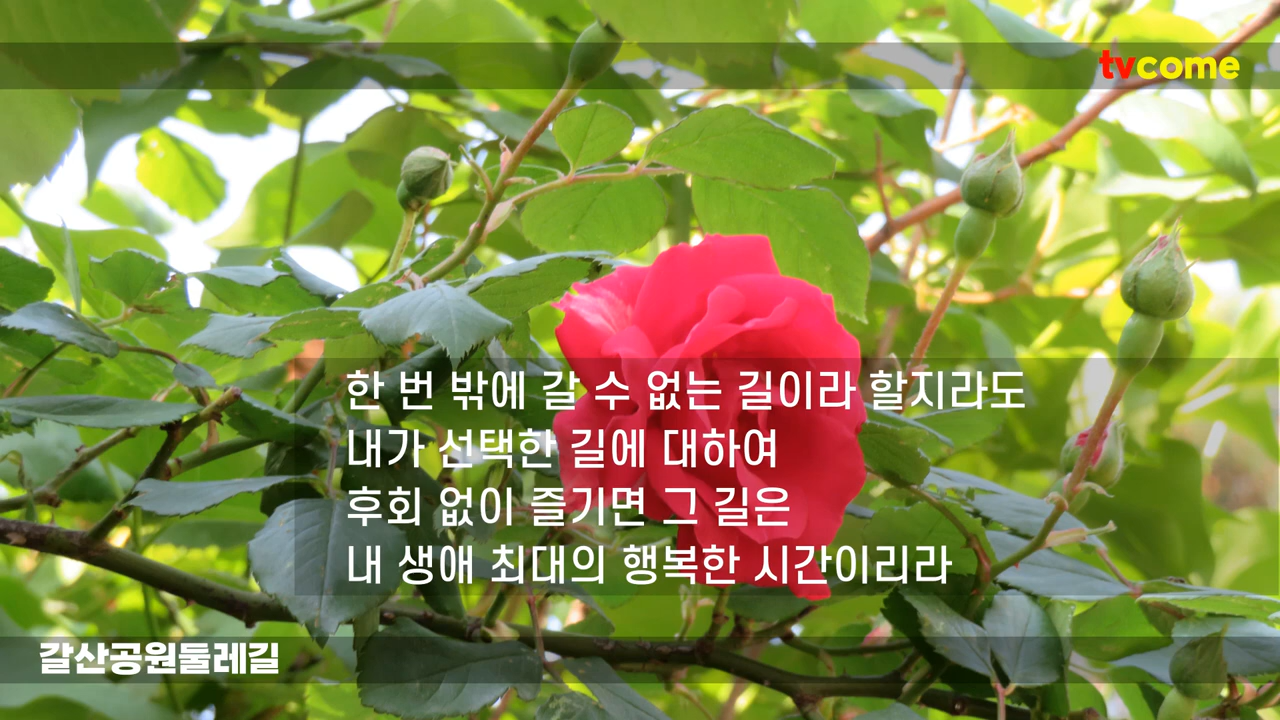 tvcome
한 번 밖에 갈 수 없는 길이라 할지라도
내가 선택한 길에 대하여
후회 없이 즐기면 그 길은
내 생애 최대의 행복한 시간이리라
갈산공원둘레길